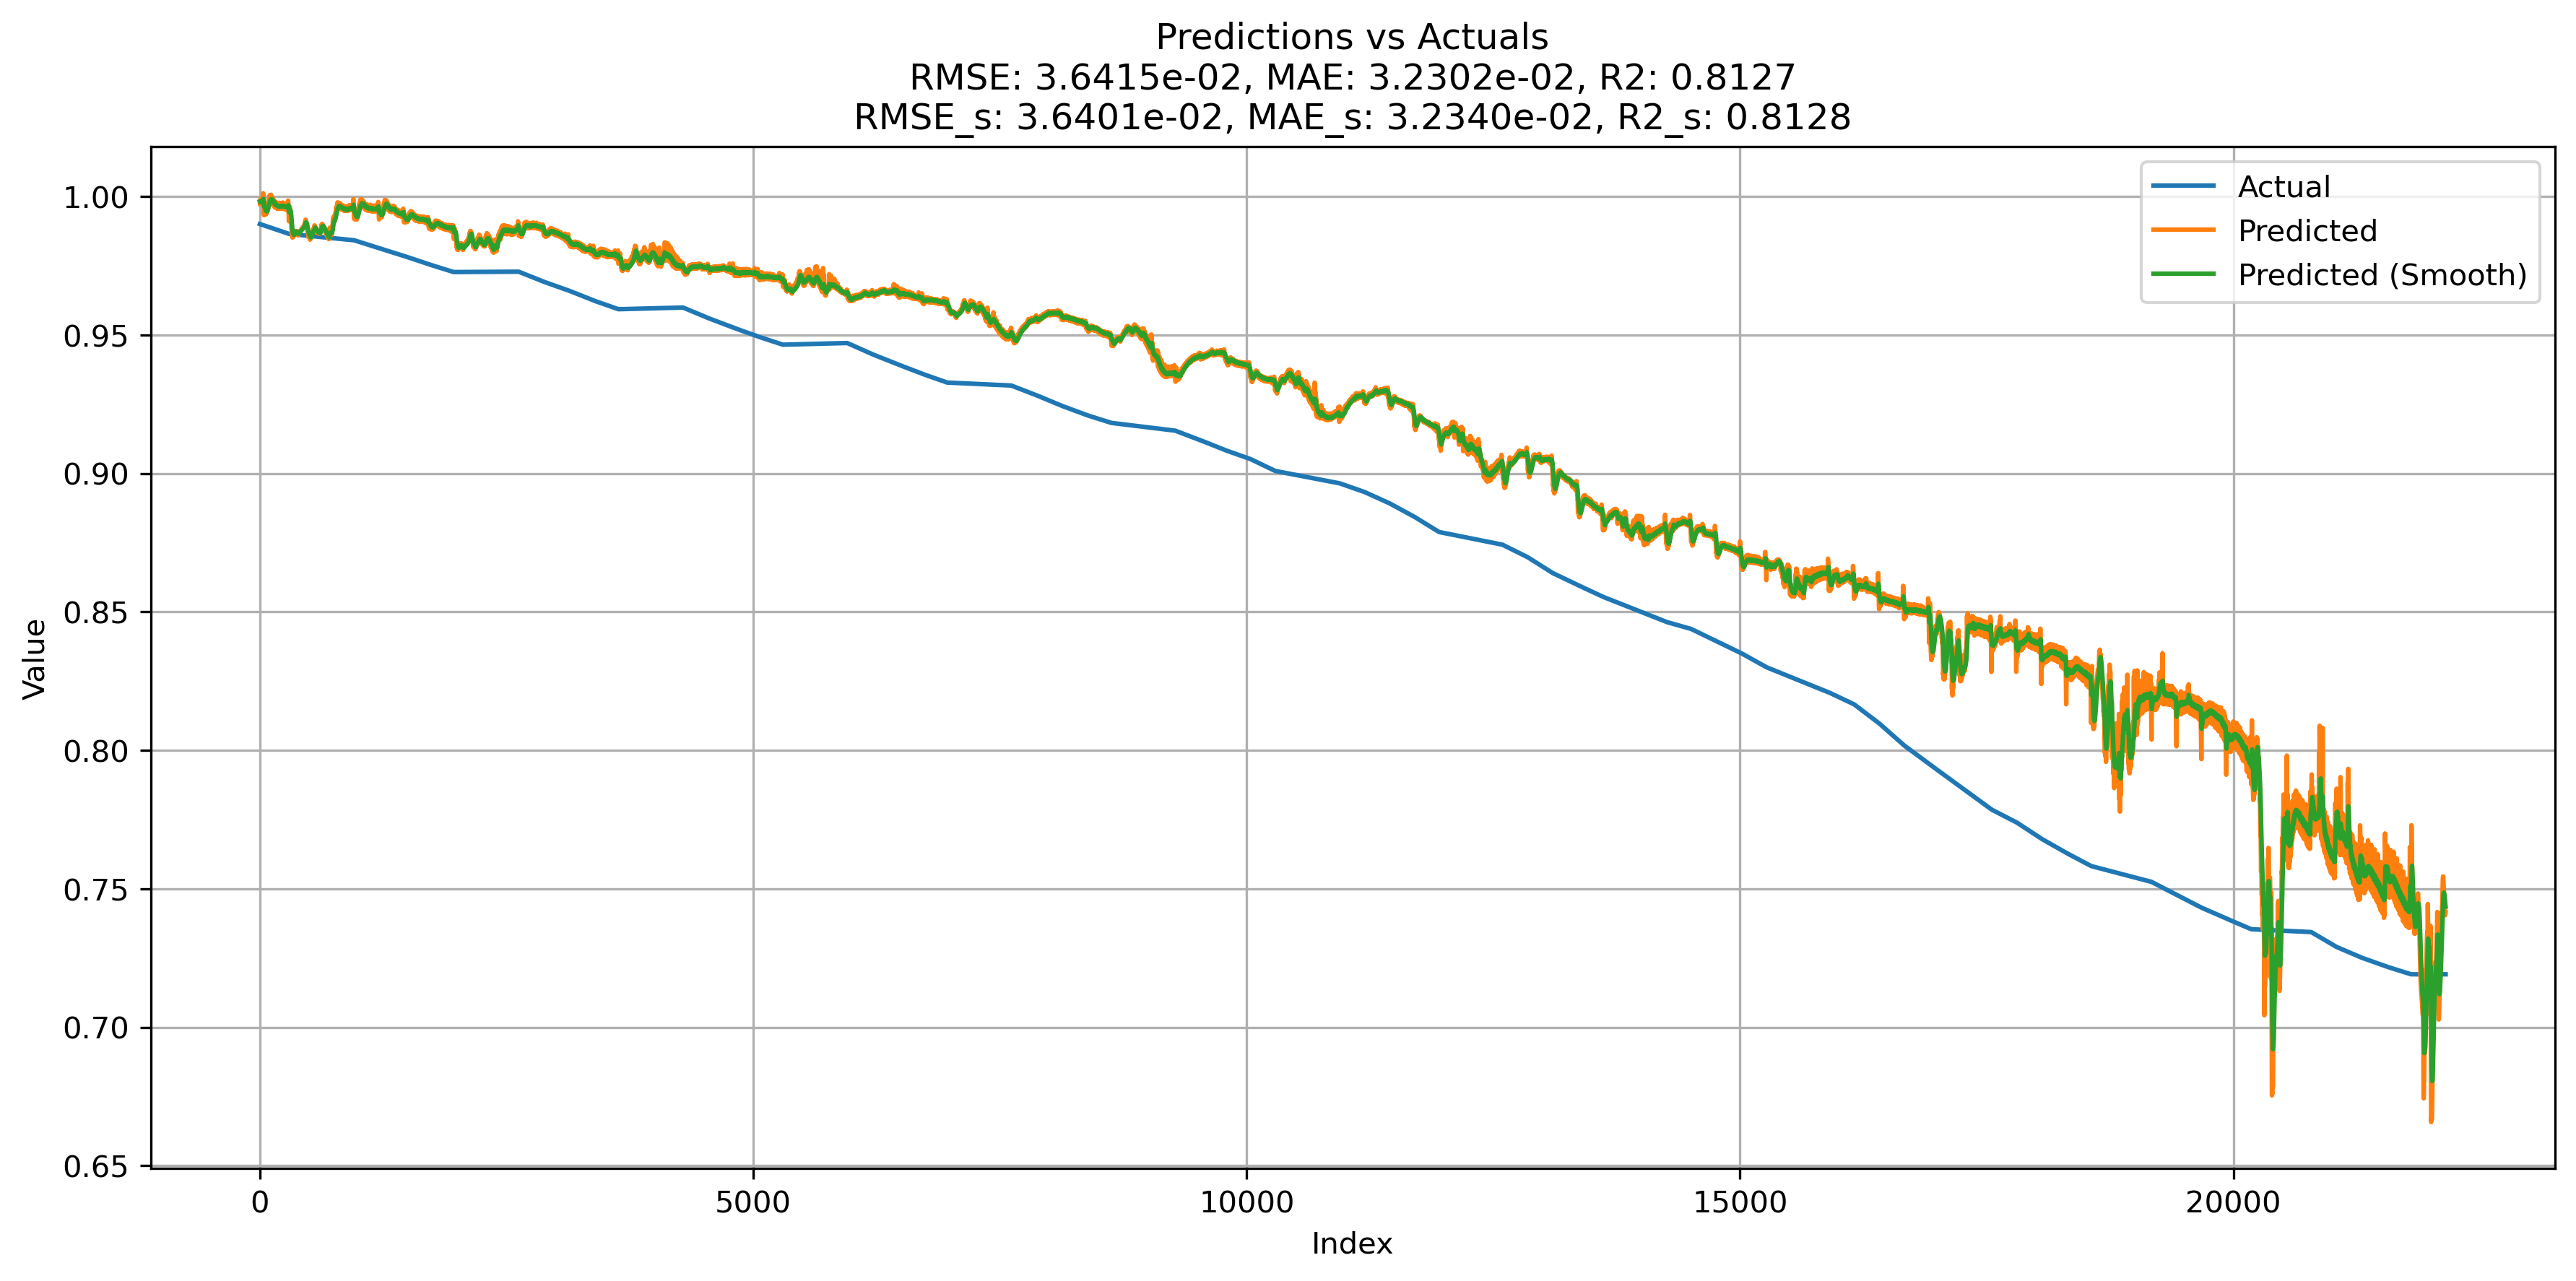 Predictions vs Actuals
RMSE: 3.6415e-02, MAE: 3.2302e-02, R2: 0.8127
RMSE_s: 3.6401e-02, MAE_s: 3.2340e-02, R2_s: 0.8128
Actual
Predicted
Predicted (Smooth)
Value
1.00
0.95
0.90
0.85
0.80
0.75
0.70
0.65
0 5000 10000 15000 20000
Index